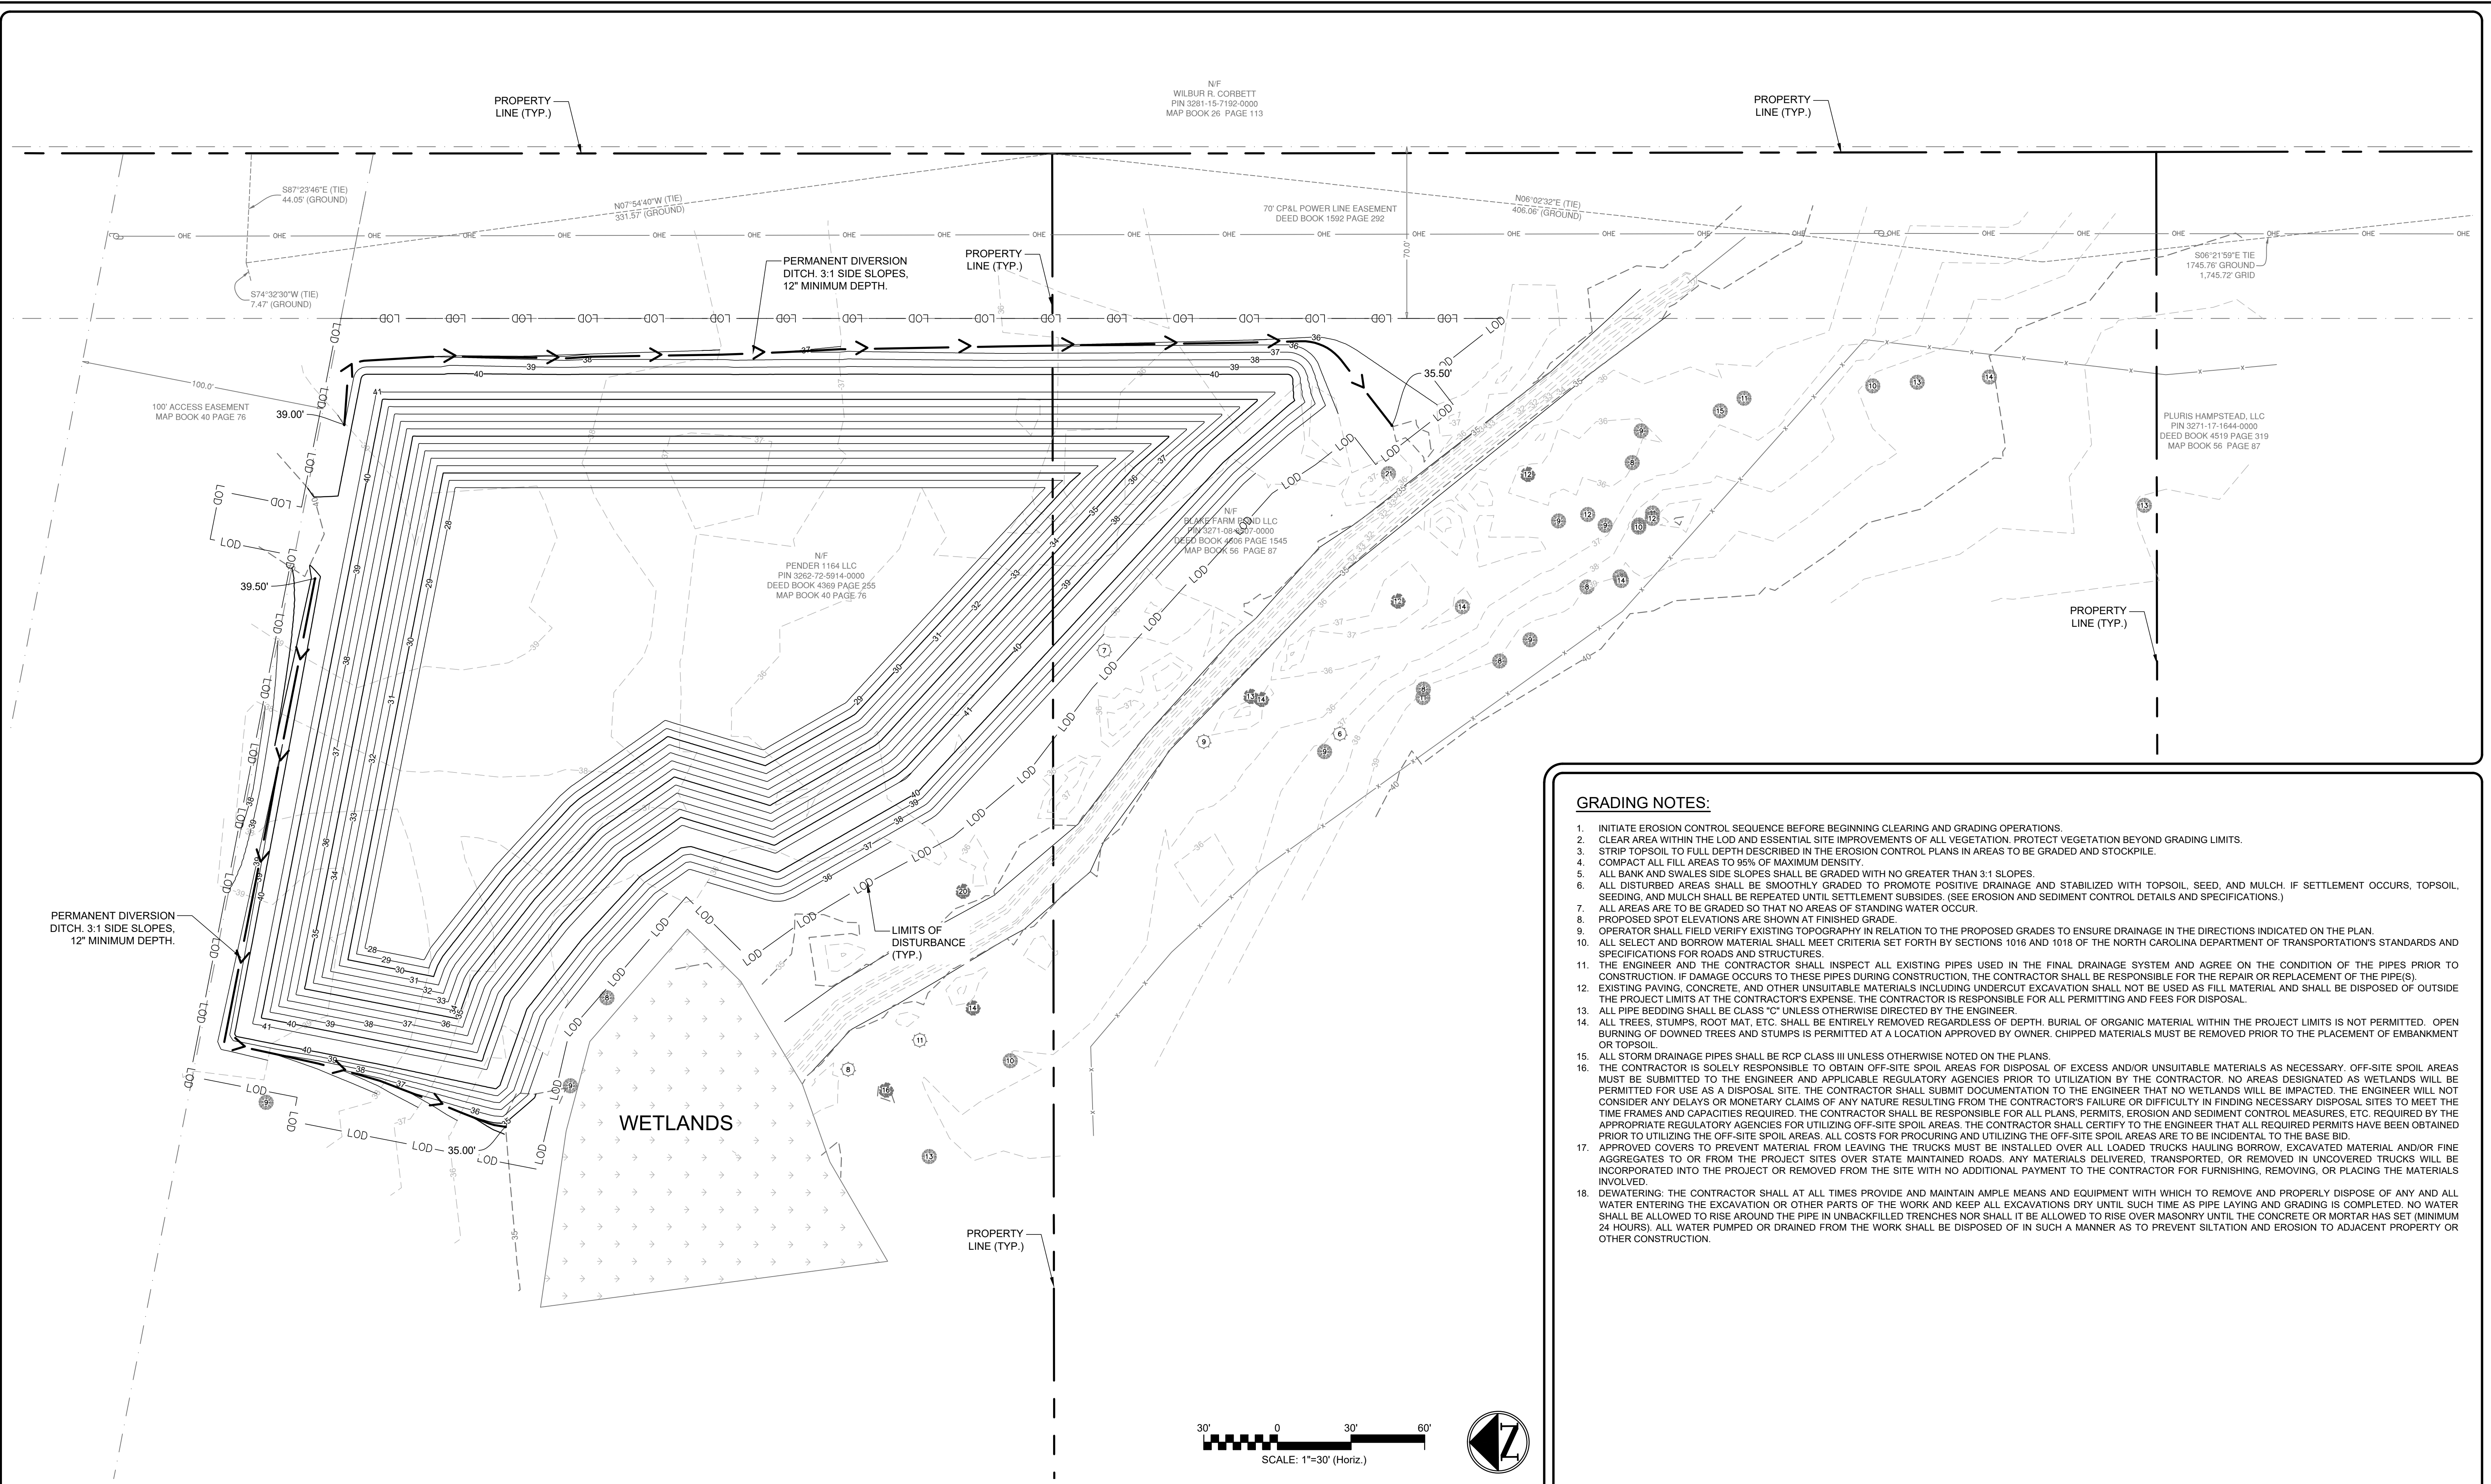 N/F
WILBUR R. CORBETT
PIN 3281-15-7192-0000
MAP BOOK 26 PAGE 113
PROPERTY
LINE (TYP.)
PROPERTY
LINE (TYP.)
S87°23'46"E (TIE)
44.05' (GROUND)
N07°54'40"W (TIE)
331.57' (GROUND)
70' CP&L POWER LINE EASEMENT
DEED BOOK 1592 PAGE 292
N06°02'32"E (TIE)
406.06' (GROUND)
70.0'
S06°21'59"E TIE
1745.76' GROUND
1,745.72' GRID
PERMANENT DIVERSION
DITCH. 3:1 SIDE SLOPES,
12" MINIMUM DEPTH.
PROPERTY
LINE (TYP.)
S74°32'30"W (TIE)
7.47' (GROUND)
100.0'
100' ACCESS EASEMENT
MAP BOOK 40 PAGE 76
39.00'
35.50'
PLURIS HAMPSTEAD, LLC
PIN 3271-17-1644-0000
DEED BOOK 4519 PAGE 319
MAP BOOK 56 PAGE 87
N/F
BLAKE FARM POND LLC
DEED BOOK 4606 PAGE 1545
MAP BOOK 56 PAGE 87
N/F
PENDER 1164 LLC
PIN 3262-72-5914-0000
DEED BOOK 4369 PAGE 255
MAP BOOK 40 PAGE 76
39.50'
PROPERTY
LINE (TYP.)
PERMANENT DIVERSION
DITCH. 3:1 SIDE SLOPES,
12" MINIMUM DEPTH.
LIMITS OF
DISTURBANCE
(TYP.)
WETLANDS
35.00'
PROPERTY
LINE (TYP.)
30' 0 30' 60'
SCALE: 1"=30' (Horiz.)
N
GRADING NOTES:
1. INITIATE EROSION CONTROL SEQUENCE BEFORE BEGINNING CLEARING AND GRADING OPERATIONS.
2. CLEAR AREA WITHIN THE LOD AND ESSENTIAL SITE IMPROVEMENTS OF ALL VEGETATION. PROTECT VEGETATION BEYOND GRADING LIMITS.
3. STRIP TOPSOIL TO FULL DEPTH DESCRIBED IN THE EROSION CONTROL PLANS IN AREAS TO BE GRADED AND STOCKPILE.
4. COMPACT ALL FILL AREAS TO 95% OF MAXIMUM DENSITY.
5. ALL BANK AND SWALES SIDE SLOPES SHALL BE GRADED WITH NO GREATER THAN 3:1 SLOPES.
6. ALL DISTURBED AREAS SHALL BE SMOOTHLY GRADED TO PROMOTE POSITIVE DRAINAGE AND STABILIZED WITH TOPSOIL, SEED, AND MULCH. IF SETTLEMENT OCCURS, TOPSOIL,
SEEDING, AND MULCH SHALL BE REPEATED UNTIL SETTLEMENT SUBSIDES. (SEE EROSION AND SEDIMENT CONTROL DETAILS AND SPECIFICATIONS.)
7. ALL AREAS ARE TO BE GRADED SO THAT NO AREAS OF STANDING WATER OCCUR.
8. PROPOSED SPOT ELEVATIONS ARE SHOWN AT FINISHED GRADE.
9. OPERATOR SHALL FIELD VERIFY EXISTING TOPOGRAPHY IN RELATION TO THE PROPOSED GRADES TO ENSURE DRAINAGE IN THE DIRECTIONS INDICATED ON THE PLAN.
10. ALL SELECT AND BORROW MATERIAL SHALL MEET CRITERIA SET FORTH BY SECTIONS 1016 AND 1018 OF THE NORTH CAROLINA DEPARTMENT OF TRANSPORTATION'S STANDARDS AND
SPECIFICATIONS FOR ROADS AND STRUCTURES.
11. THE ENGINEER AND THE CONTRACTOR SHALL INSPECT ALL EXISTING PIPES USED IN THE FINAL DRAINAGE SYSTEM AND AGREE ON THE CONDITION OF THE PIPES PRIOR TO
CONSTRUCTION. IF DAMAGE OCCURS TO THESE PIPES DURING CONSTRUCTION, THE CONTRACTOR SHALL BE RESPONSIBLE FOR THE REPAIR OR REPLACEMENT OF THE PIPE(S).
12. EXISTING PAVING, CONCRETE, AND OTHER UNSUITABLE MATERIALS INCLUDING UNDERCUT EXCAVATION SHALL NOT BE USED AS FILL MATERIAL AND SHALL BE DISPOSED OF OUTSIDE
THE PROJECT LIMITS AT THE CONTRACTOR'S EXPENSE. THE CONTRACTOR IS RESPONSIBLE FOR ALL PERMITTING AND FEES FOR DISPOSAL.
13. ALL PIPE BEDDING SHALL BE CLASS "C" UNLESS OTHERWISE DIRECTED BY THE ENGINEER.
14. ALL TREES, STUMPS, ROOT MAT, ETC. SHALL BE ENTIRELY REMOVED REGARDLESS OF DEPTH. BURIAL OF ORGANIC MATERIAL WITHIN THE PROJECT LIMITS IS NOT PERMITTED. OPEN
BURNING OF DOWNED TREES AND STUMPS IS PERMITTED AT A LOCATION APPROVED BY OWNER. CHIPPED MATERIALS MUST BE REMOVED PRIOR TO THE PLACEMENT OF EMBANKMENT
OR TOPSOIL.
15. ALL STORM DRAINAGE PIPES SHALL BE RCP CLASS III UNLESS OTHERWISE NOTED ON THE PLANS.
16. THE CONTRACTOR IS SOLELY RESPONSIBLE TO OBTAIN OFF-SITE SPOIL AREAS FOR DISPOSAL OF EXCESS AND/OR UNSUITABLE MATERIALS AS NECESSARY. OFF-SITE SPOIL AREAS
MUST BE SUBMITTED TO THE ENGINEER AND APPLICABLE REGULATORY AGENCIES PRIOR TO UTILIZATION BY THE CONTRACTOR. NO AREAS DESIGNATED AS WETLANDS WILL BE
PERMITTED FOR USE AS A DISPOSAL SITE. THE CONTRACTOR SHALL SUBMIT DOCUMENTATION TO THE ENGINEER THAT NO WETLANDS WILL BE IMPACTED. THE ENGINEER WILL NOT
CONSIDER ANY DELAYS OR MONETARY CLAIMS OF ANY NATURE RESULTING FROM THE CONTRACTOR'S FAILURE OR DIFFICULTY IN FINDING NECESSARY DISPOSAL SITES TO MEET THE
TIME FRAMES AND CAPACITIES REQUIRED. THE CONTRACTOR SHALL BE RESPONSIBLE FOR ALL PLANS, PERMITS, EROSION AND SEDIMENT CONTROL MEASURES, ETC. REQUIRED BY THE
APPROPRIATE REGULATORY AGENCIES FOR UTILIZING OFF-SITE SPOIL AREAS. THE CONTRACTOR SHALL CERTIFY TO THE ENGINEER THAT ALL REQUIRED PERMITS HAVE BEEN OBTAINED
PRIOR TO UTILIZING THE OFF-SITE SPOIL AREAS. ALL COSTS FOR PROCURING AND UTILIZING THE OFF-SITE SPOIL AREAS ARE TO BE INCIDENTAL TO THE BASE BID.
17. APPROVED COVERS TO PREVENT MATERIAL FROM LEAVING THE TRUCKS MUST BE INSTALLED OVER ALL LOADED TRUCKS HAULING BORROW, EXCAVATED MATERIAL AND/OR FINE
AGGREGATES TO OR FROM THE PROJECT SITES OVER STATE MAINTAINED ROADS. ANY MATERIALS DELIVERED, TRANSPORTED, OR REMOVED IN UNCOVERED TRUCKS WILL BE
INCORPORATED INTO THE PROJECT OR REMOVED FROM THE SITE WITH NO ADDITIONAL PAYMENT TO THE CONTRACTOR FOR FURNISHING, REMOVING, OR PLACING THE MATERIALS
INVOLVED.
18. DEWATERING: THE CONTRACTOR SHALL AT ALL TIMES PROVIDE AND MAINTAIN AMPLE MEANS AND EQUIPMENT WITH WHICH TO REMOVE AND PROPERLY DISPOSE OF ANY AND ALL
WATER ENTERING THE EXCAVATION OR OTHER PARTS OF THE WORK AND KEEP ALL EXCAVATIONS DRY UNTIL SUCH TIME AS PIPE LAYING AND GRADING IS COMPLETED. NO WATER
SHALL BE ALLOWED TO RISE AROUND THE PIPE IN UNBACKFILLED TRENCHES NOR SHALL IT BE ALLOWED TO RISE OVER MASONRY UNTIL THE CONCRETE OR MORTAR HAS SET (MINIMUM
24 HOURS). ALL WATER PUMPED OR DRAINED FROM THE WORK SHALL BE DISPOSED OF IN SUCH A MANNER AS TO PREVENT SILTATION AND EROSION TO ADJACENT PROPERTY OR
OTHER CONSTRUCTION.